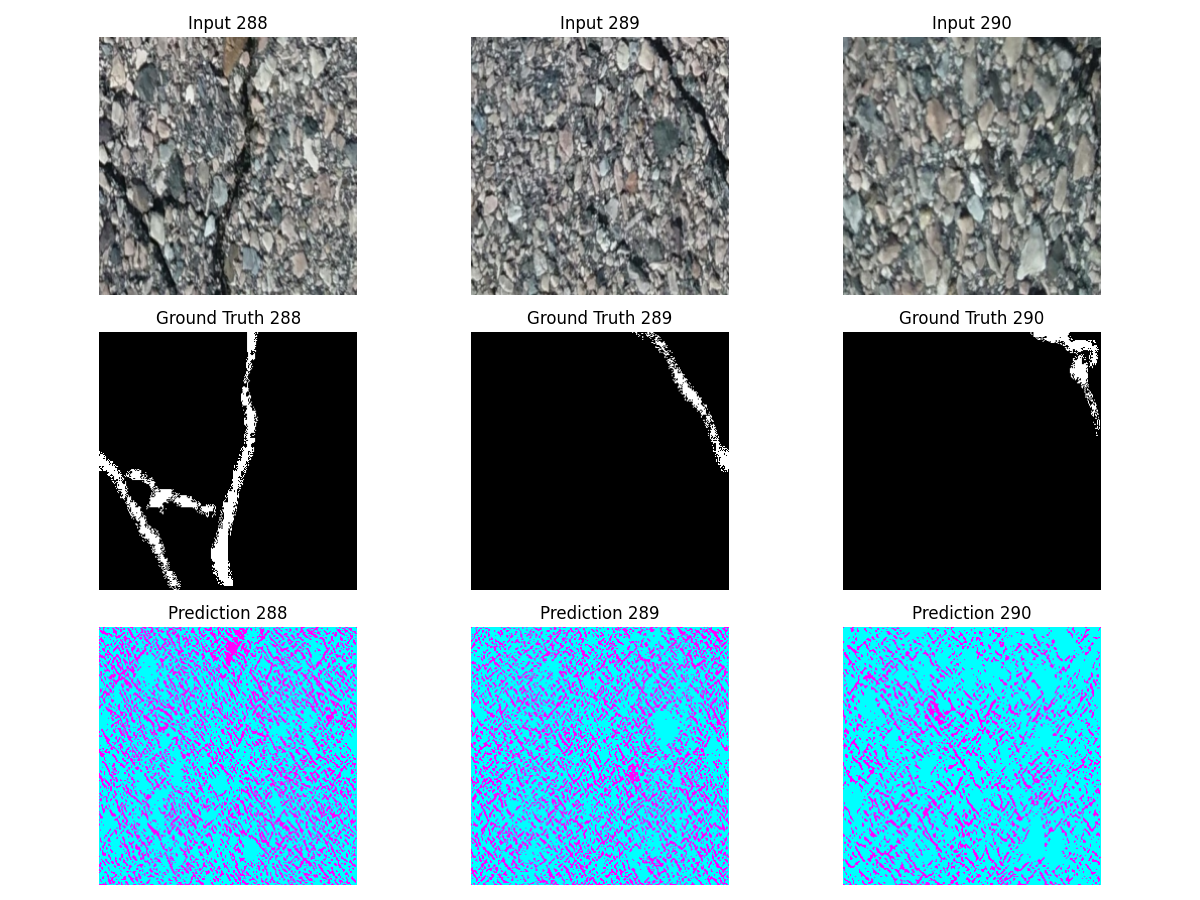 Input 288
Input 289
Input 290
Ground Truth 288
Ground Truth 289
Ground Truth 290
Prediction 288
Prediction 289
Prediction 290